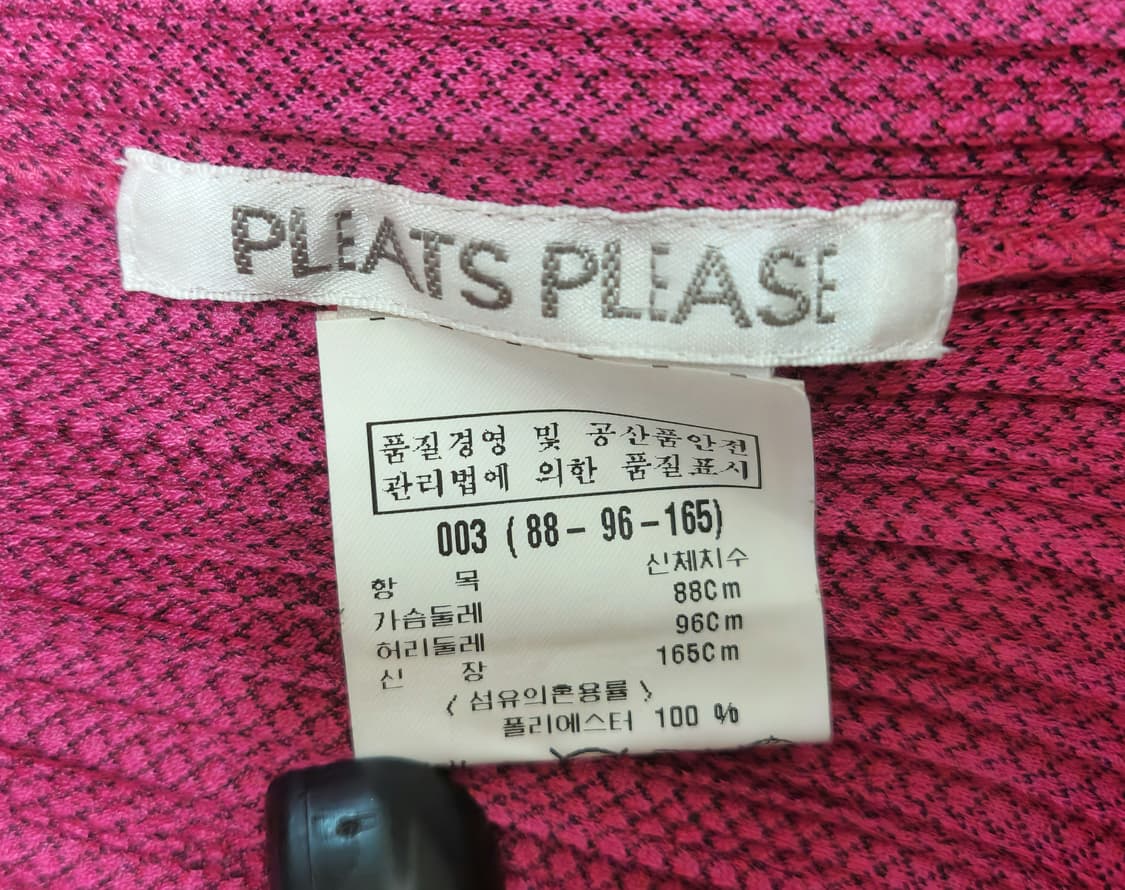 PLEATS PLEASE
품질경영 및 공산품안전
관리법에 의한 품질표시
003 (88-96-165)
항 목 신체치수
가슴둘레 88Cm
허리둘레 96Cm
신 장 165Cm
〈섬유의혼용률〉
폴리에스터 100 %